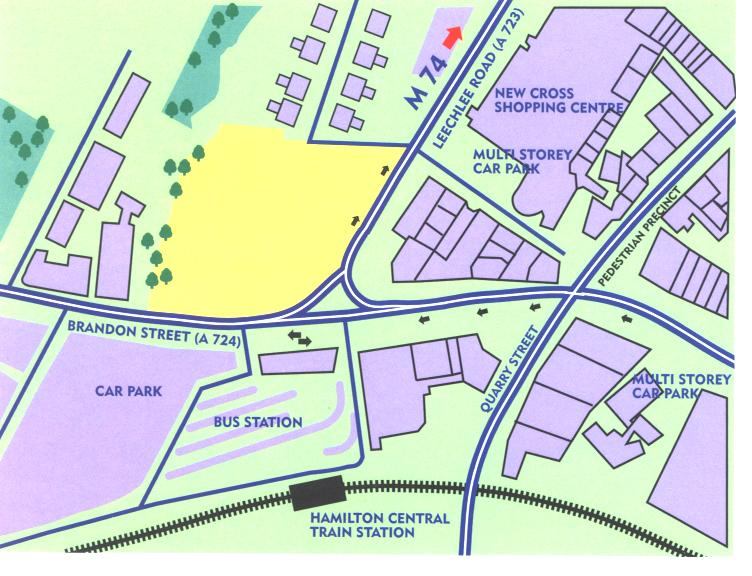 M 74
LEECHLEE ROAD (A 723)
NEW CROSS
SHOPPING CENTRE
MULTI STOREY
CAR PARK
PEDESTRIAN PRECINCT
BRANDON STREET (A 724)
QUARRY STREET
CAR PARK
MULTI STOREY
CAR PARK
BUS STATION
HAMILTON CENTRAL
TRAIN STATION